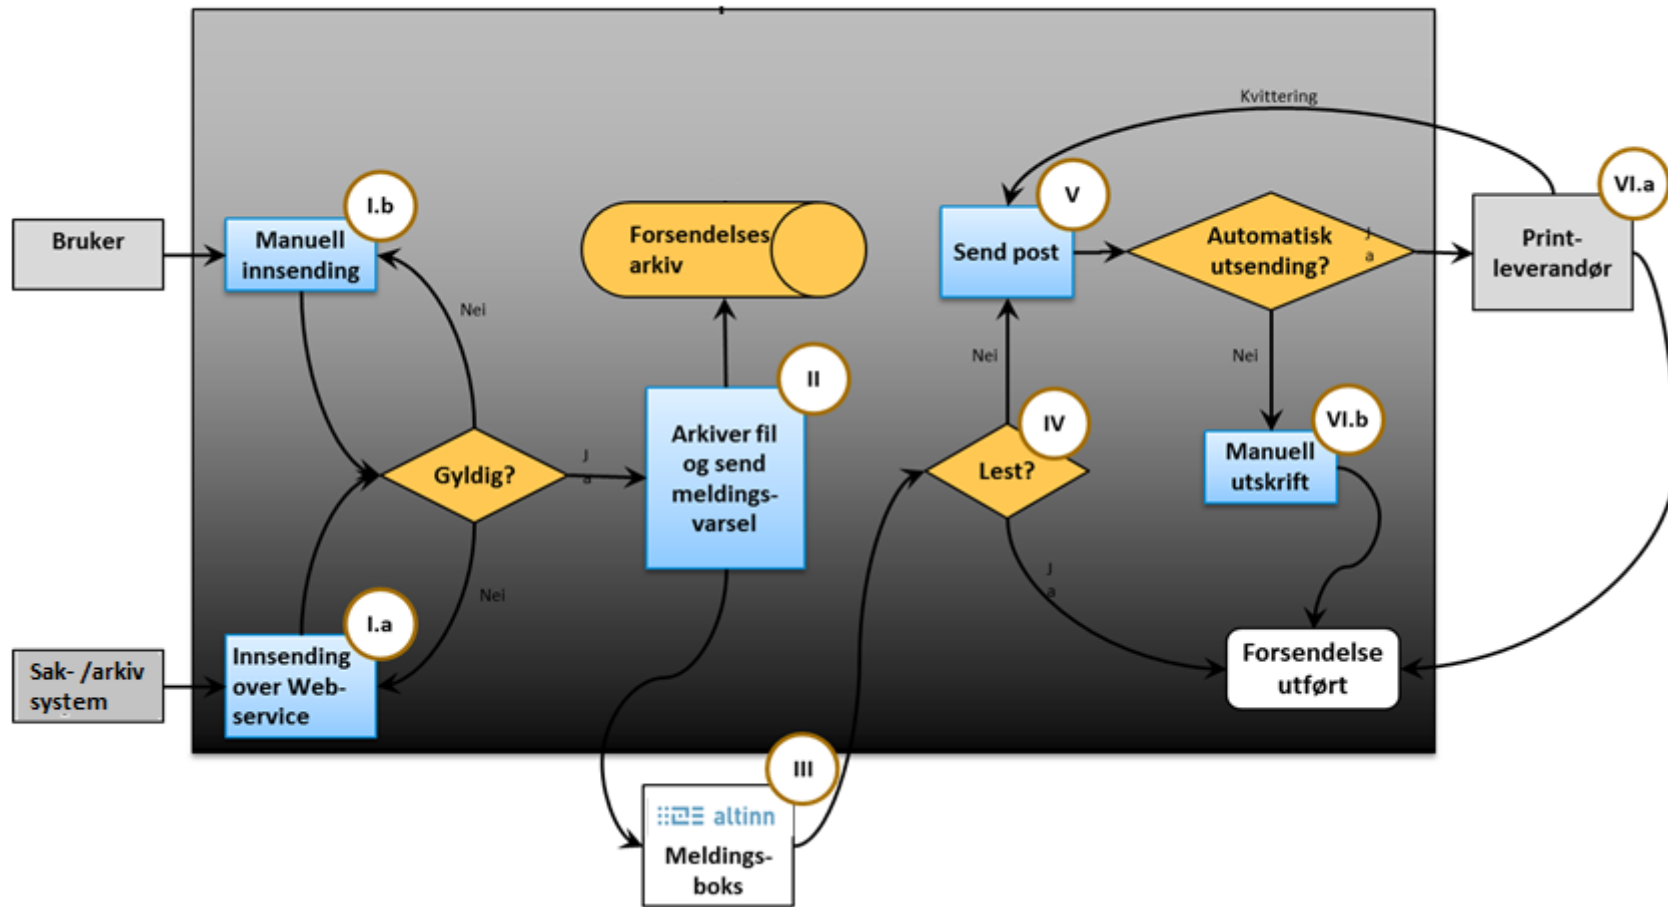 Kvittering
I.b
Bruker
Manuell
innsending
Nei
Forsendelses
arkiv
V
Send post
Automatisk
utsending?
J
a
VI.a
Print-
leverandør
Nei
Nei
II
Arkiver fil
og send
meldings-
varsel
IV
Lest?
VI.b
Manuell
utskrift
Gyldig?
J
a
Nei
J
a
I.a
Innsending
over Web-
service
Sak- /arkiv
system
Forsendelse
utført
III
altinn
Meldings-
boks